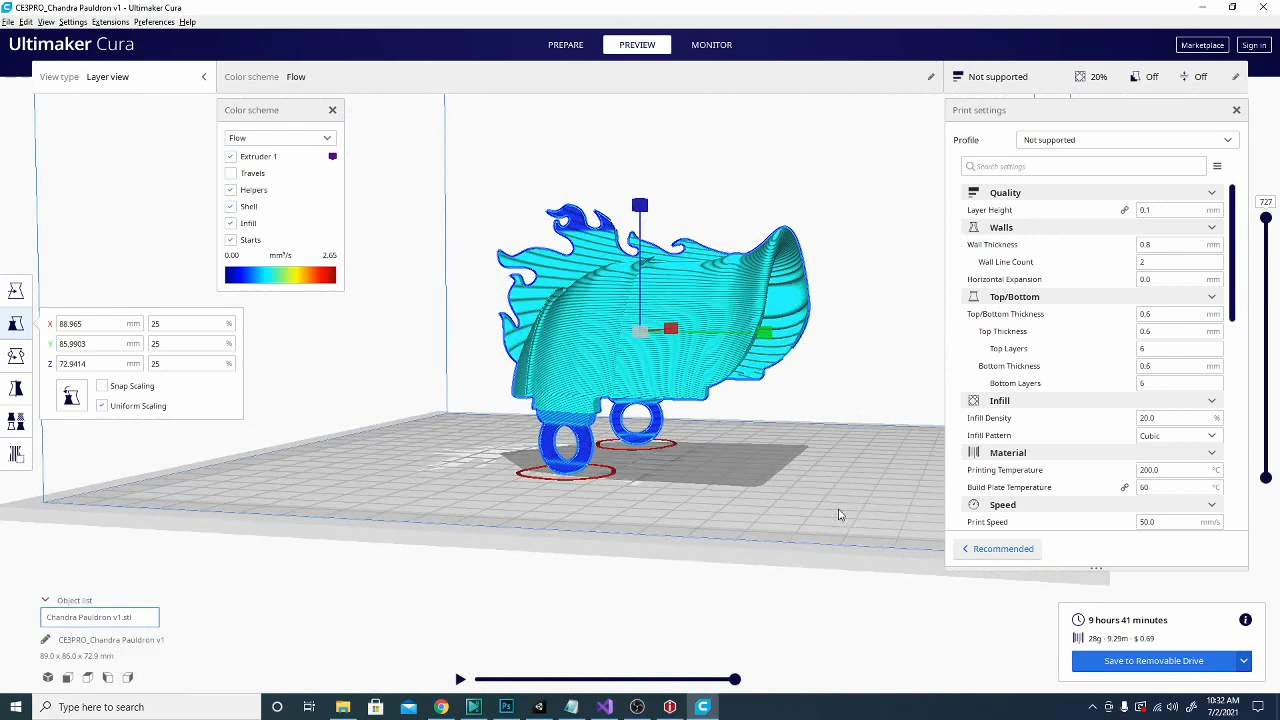 CE3PRO_Chandra Pauldron v1 - Ultimaker Cura
File Edit View Settings Extensions Preferences Help
Ultimaker Cura
PREPARE PREVIEW MONITOR
Marketplace Sign in
View type Layer view
Color scheme Flow
Not supported 20% Off Off
Color scheme
Flow
Extruder 1
Travels
Helpers
Shell
Infill
Starts
0.00 mm³/s 2.65
X 88.965 mm 25 %
Y 85.9903 mm 25 %
Z 72.9414 mm 25 %
Snap Scaling
Uniform Scaling
Print settings
Profile Not supported
Search settings
Quality
Layer Height 0.1 mm
Walls
Wall Thickness 0.8 mm
Wall Line Count 2
Horizontal Expansion 0.0 mm
Top/Bottom
Top/Bottom Thickness 0.6 mm
Top Thickness 0.6 mm
Top Layers 6
Bottom Thickness 0.6 mm
Bottom Layers 6
Infill
Infill Density 20.0 %
Infill Pattern Cubic
Material
Printing Temperature 200.0 °C
Build Plate Temperature 60 °C
Speed
Print Speed 50.0 mm/s
Recommended
727
Object list
Chandra Pauldron v1.stl
CE3PRO_Chandra Pauldron v1
89.0 x 86.0 x 72.9 mm
9 hours 41 minutes
28g · 9.29m · $ 0.69
Save to Removable Drive
Type here to search
10:32 AM
7/2/2021